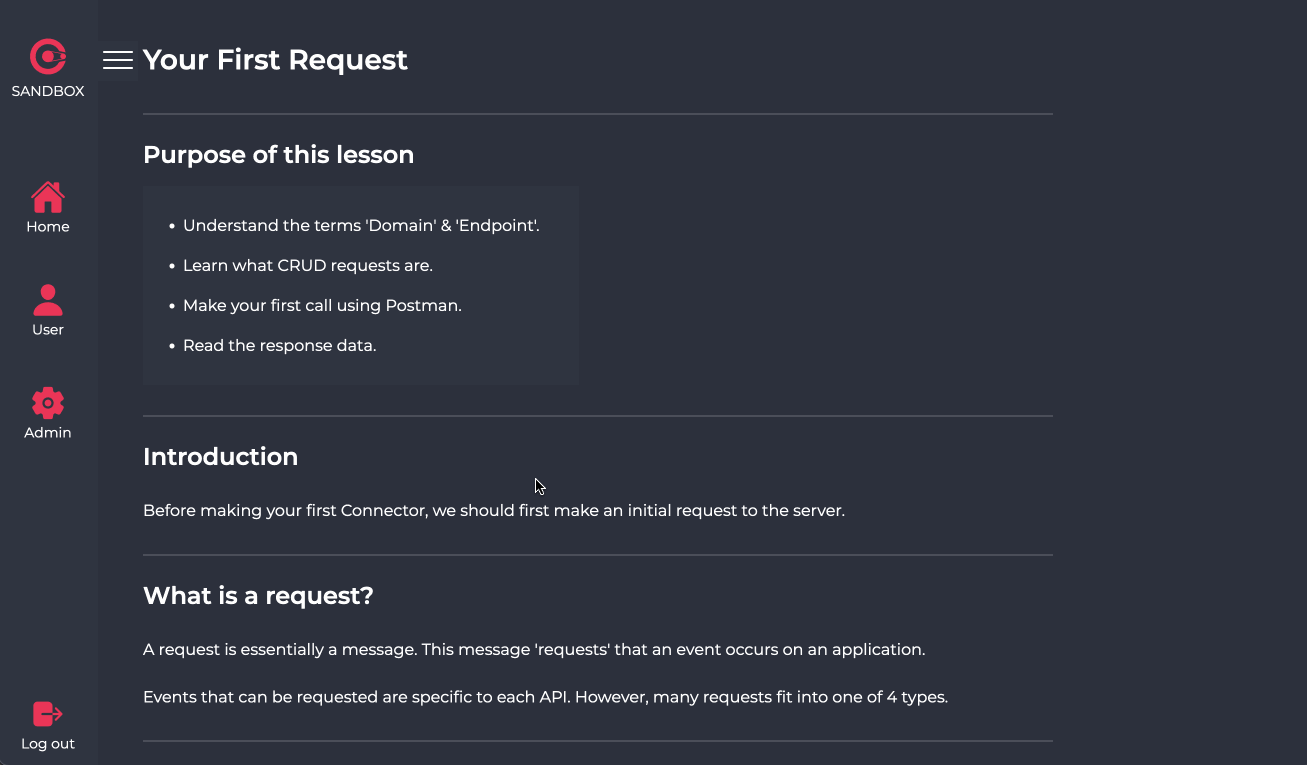 Your First Request
SANDBOX
Purpose of this lesson
Understand the terms 'Domain' & 'Endpoint'.
Learn what CRUD requests are.
Make your first call using Postman.
Read the response data.
Home
User
Admin
Introduction
Before making your first Connector, we should first make an initial request to the server.
What is a request?
A request is essentially a message. This message 'requests' that an event occurs on an application.
Events that can be requested are specific to each API. However, many requests fit into one of 4 types.
Log out